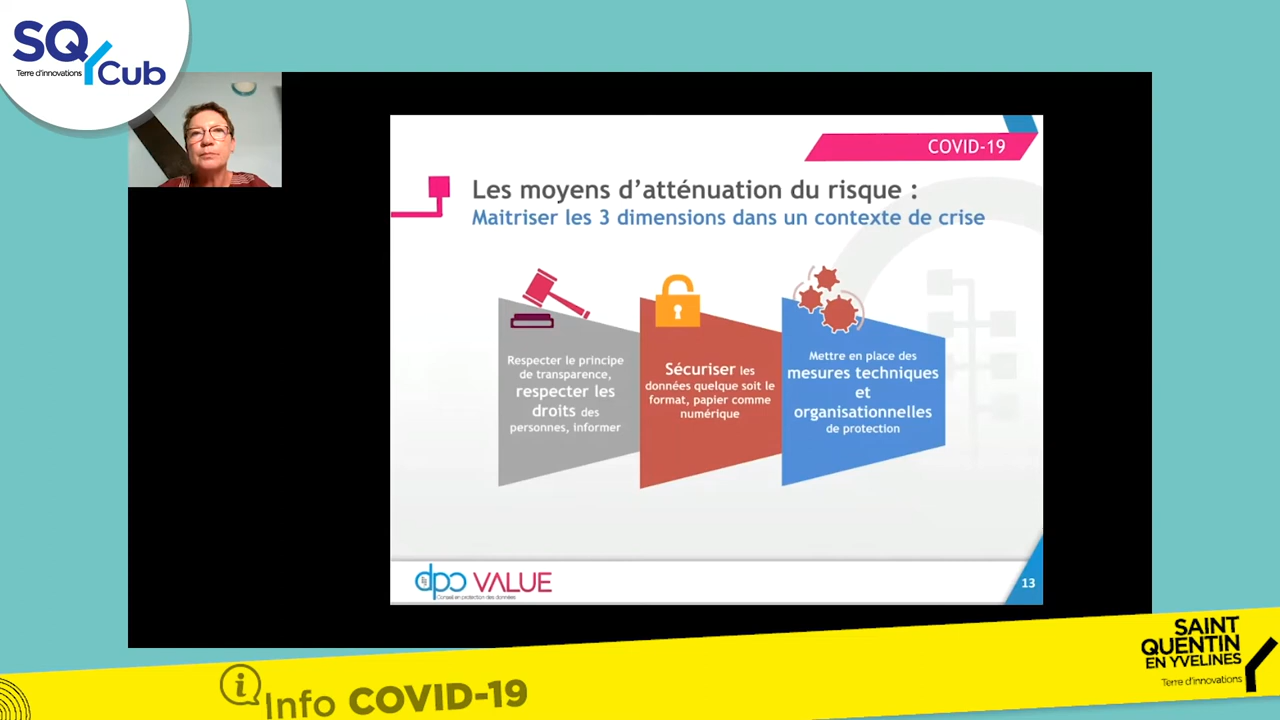 SQY Cub
Terre d'innovations
COVID-19
Les moyens d'atténuation du risque :
Maitriser les 3 dimensions dans un contexte de crise
Respecter le principe
de transparence,
respecter les
droits des
personnes, informer
Sécuriser les
données quelque soit le
format, papier comme
numérique
Mettre en place des
mesures techniques
et
organisationnelles
de protection
dpo VALUE
Conseil en protection des données
13
Info COVID-19
SAINT
QUENTIN
EN YVELINES
Terre d'innovations